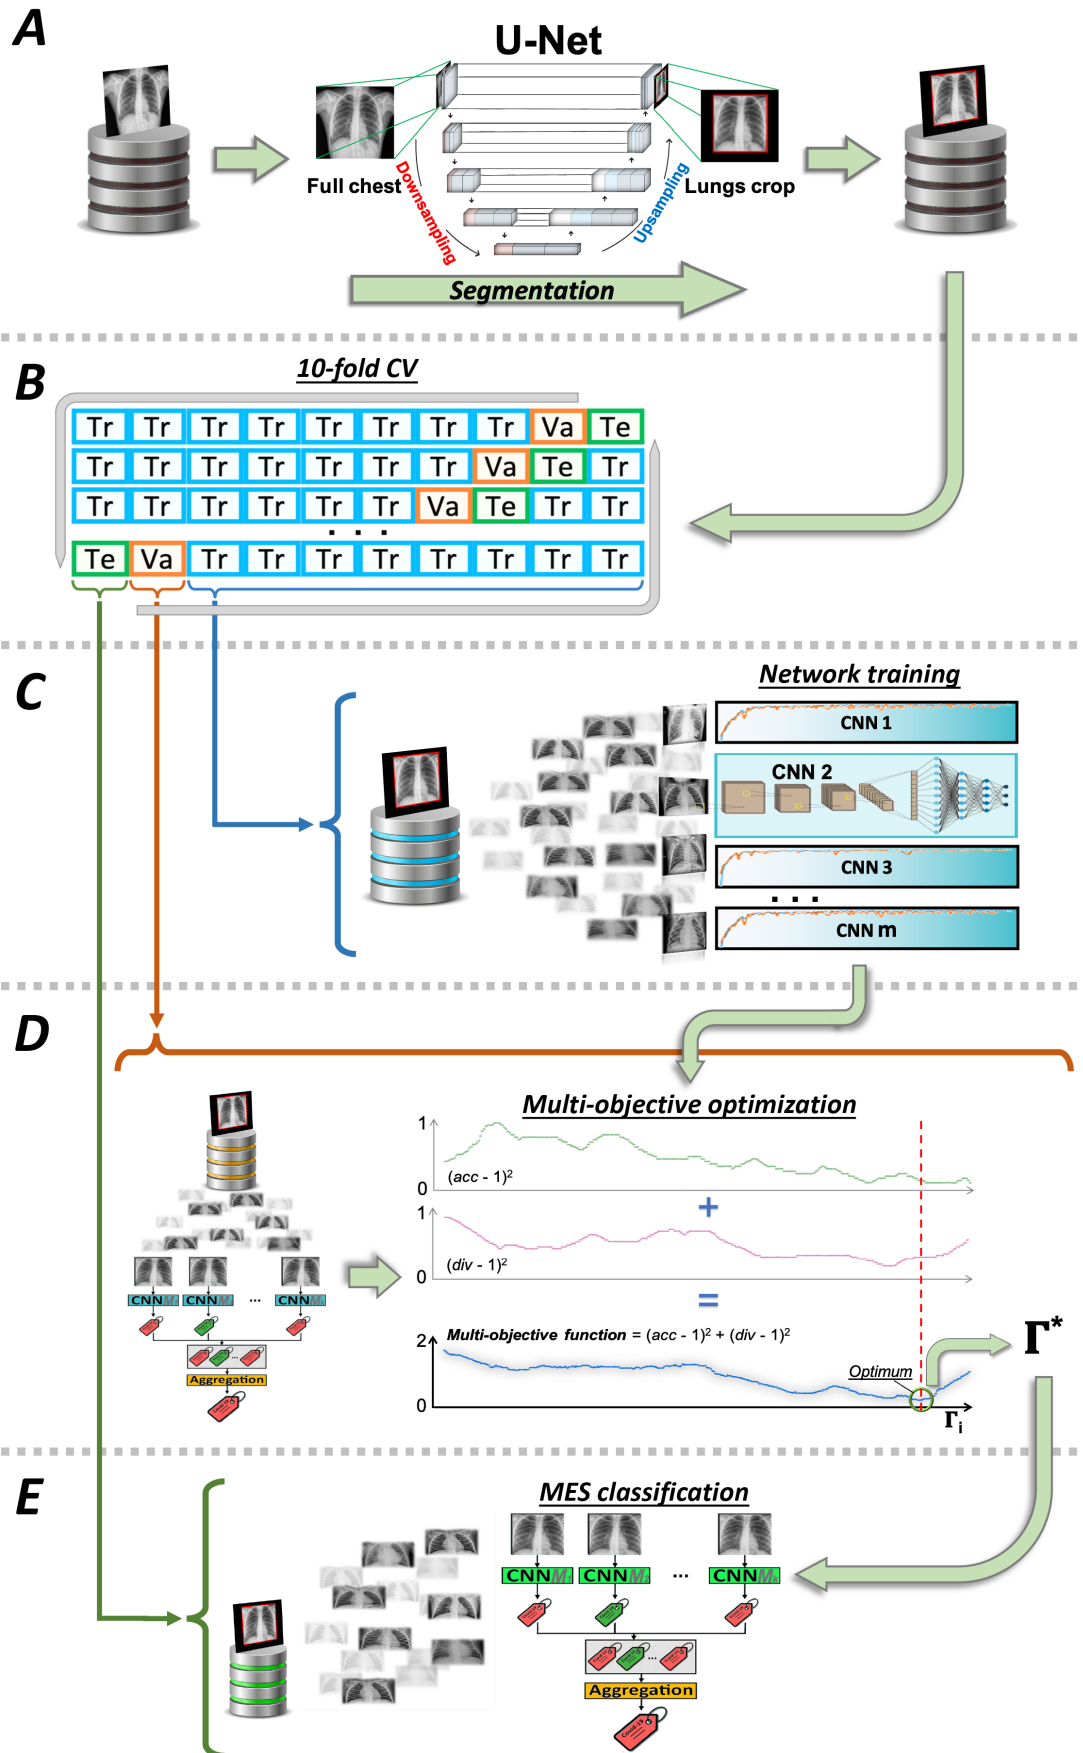 A
U-Net
Full chest
Downsampling
Upsampling
Lungs crop
Segmentation
B
10-fold CV
Tr Tr Tr Tr Tr Tr Tr Tr Va Te
Tr Tr Tr Tr Tr Tr Tr Va Te Tr
Tr Tr Tr Tr Tr Tr Va Te Tr Tr
. . .
Te Va Tr Tr Tr Tr Tr Tr Tr Tr
C
Network training
CNN 1
CNN 2
CNN 3
. . .
CNN m
D
Multi-objective optimization
1
(acc - 1)²
0
+
1
(div - 1)²
0
=
2
Multi-objective function = (acc - 1)² + (div - 1)²
Optimum
0
Γi
Γ*
CNN CNN ... CNN
...
Aggregation
Covid-19
E
MES classification
CNN CNN ... CNN
...
Aggregation
Covid-19